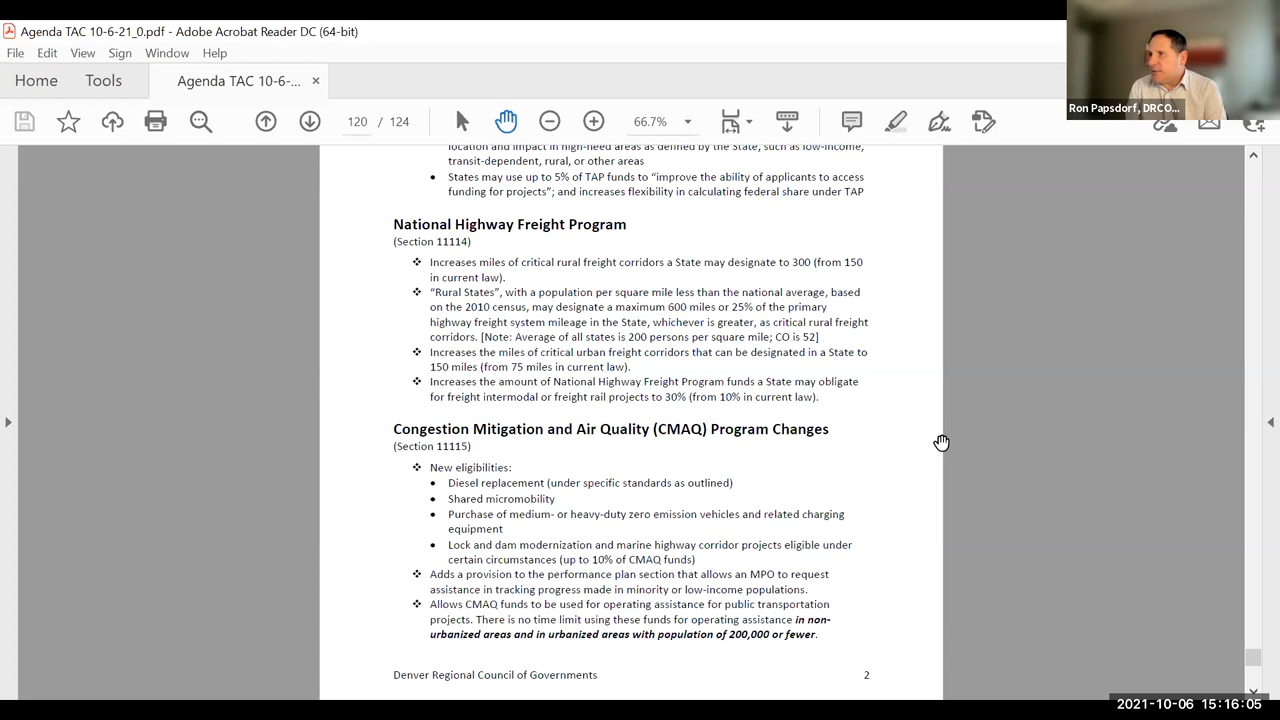 Agenda TAC 10-6-21_0.pdf - Adobe Acrobat Reader DC (64-bit)
File Edit View Sign Window Help
Home Tools Agenda TAC 10-6-... ×
120 / 124 66.7%
Ron Papsdorf, DRCO...
location and impact in high-need areas as defined by the State, such as low-income,
transit-dependent, rural, or other areas
• States may use up to 5% of TAP funds to “improve the ability of applicants to access
funding for projects”; and increases flexibility in calculating federal share under TAP
National Highway Freight Program
(Section 11114)
❖ Increases miles of critical rural freight corridors a State may designate to 300 (from 150
in current law).
❖ “Rural States”, with a population per square mile less than the national average, based
on the 2010 census, may designate a maximum 600 miles or 25% of the primary
highway freight system mileage in the State, whichever is greater, as critical rural freight
corridors. [Note: Average of all states is 200 persons per square mile; CO is 52]
❖ Increases the miles of critical urban freight corridors that can be designated in a State to
150 miles (from 75 miles in current law).
❖ Increases the amount of National Highway Freight Program funds a State may obligate
for freight intermodal or freight rail projects to 30% (from 10% in current law).
Congestion Mitigation and Air Quality (CMAQ) Program Changes
(Section 11115)
❖ New eligibilities:
• Diesel replacement (under specific standards as outlined)
• Shared micromobility
• Purchase of medium- or heavy-duty zero emission vehicles and related charging
equipment
• Lock and dam modernization and marine highway corridor projects eligible under
certain circumstances (up to 10% of CMAQ funds)
❖ Adds a provision to the performance plan section that allows an MPO to request
assistance in tracking progress made in minority or low-income populations.
❖ Allows CMAQ funds to be used for operating assistance for public transportation
projects. There is no time limit using these funds for operating assistance in non-
urbanized areas and in urbanized areas with population of 200,000 or fewer.
Denver Regional Council of Governments 2
2021-10-06 15:16:05